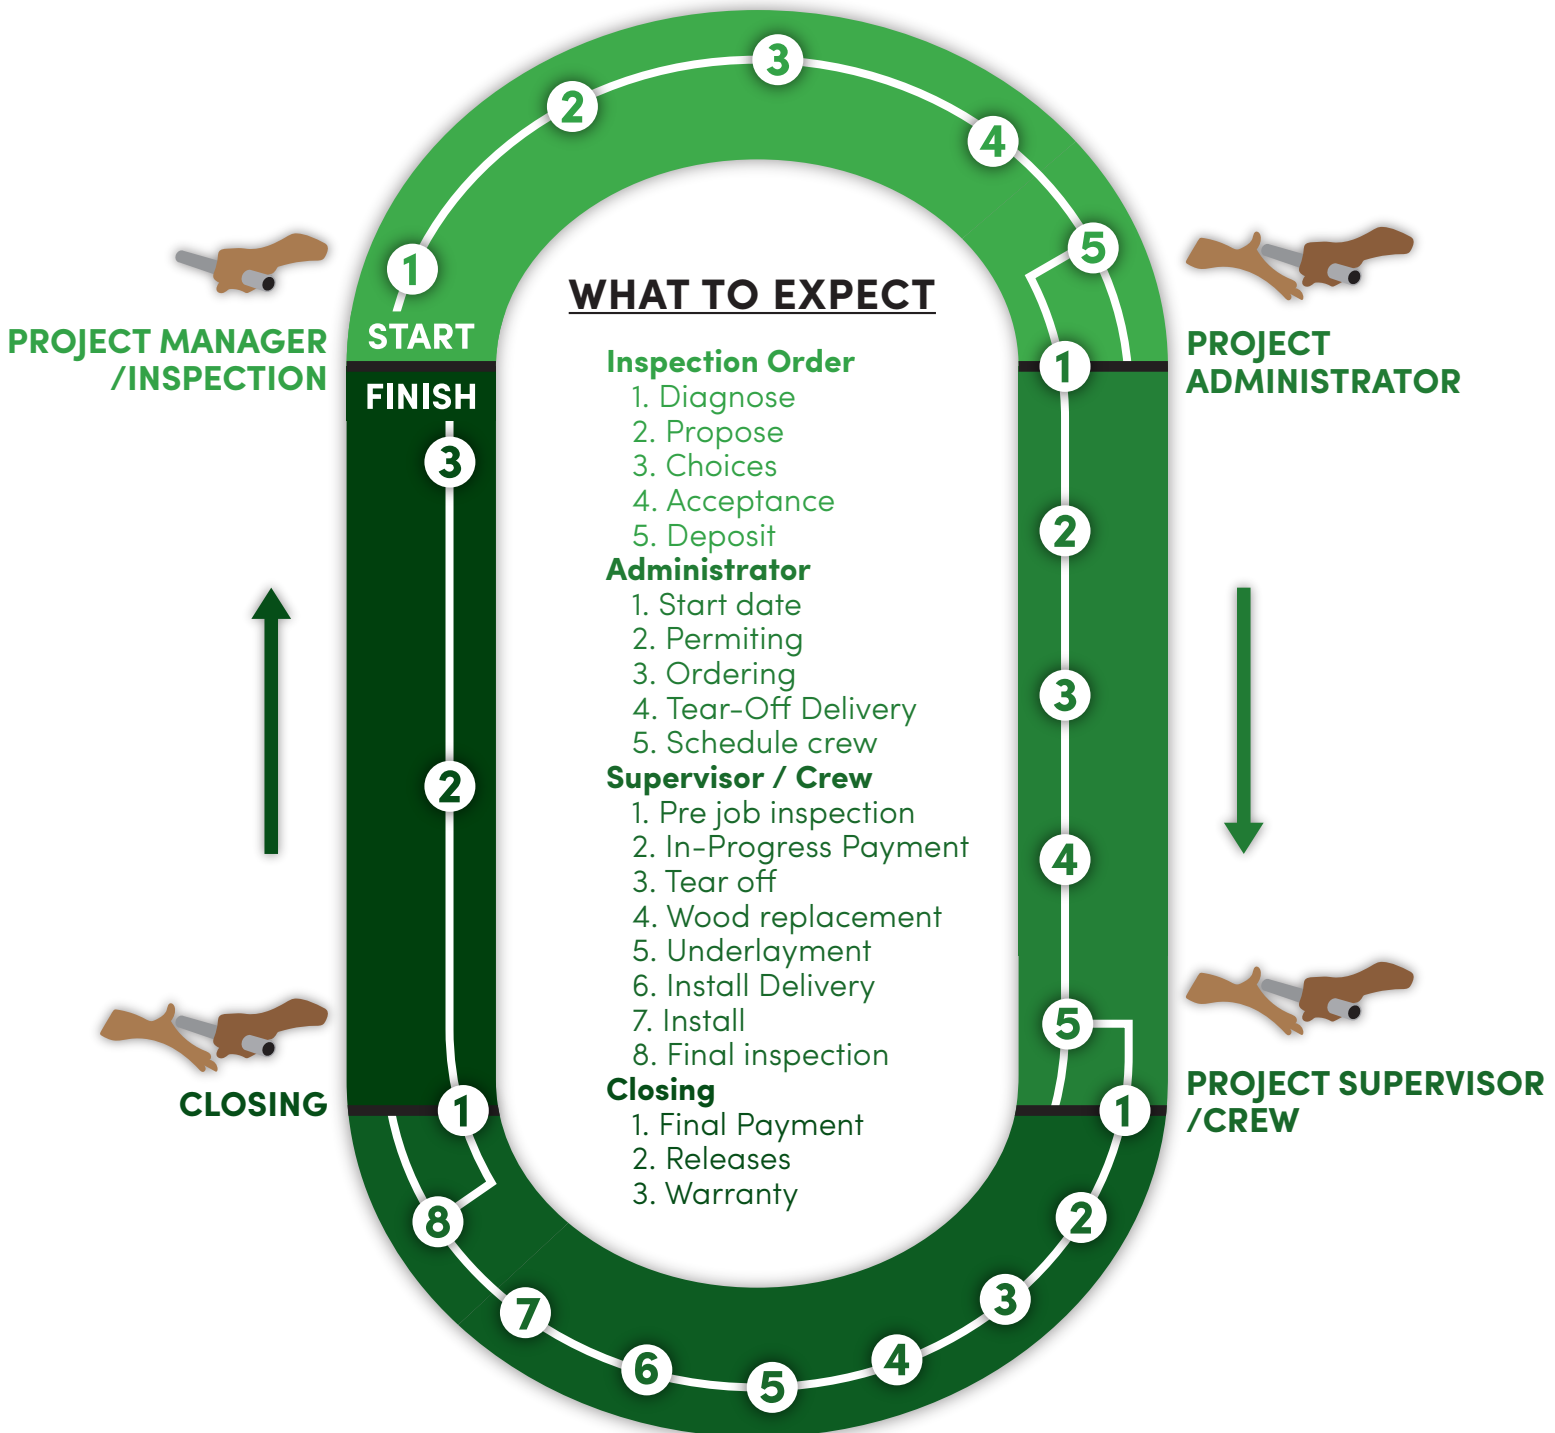 3
2
4
1
5
START
PROJECT MANAGER
/INSPECTION
FINISH
3
2
1
CLOSING
WHAT TO EXPECT
Inspection Order
1. Diagnose
2. Propose
3. Choices
4. Acceptance
5. Deposit
Administrator
1. Start date
2. Permiting
3. Ordering
4. Tear-Off Delivery
5. Schedule crew
Supervisor / Crew
1. Pre job inspection
2. In-Progress Payment
3. Tear off
4. Wood replacement
5. Underlayment
6. Install Delivery
7. Install
8. Final inspection
Closing
1. Final Payment
2. Releases
3. Warranty
PROJECT
ADMINISTRATOR
1
2
3
4
5
PROJECT SUPERVISOR
/CREW
1
2
3
4
5
6
7
8